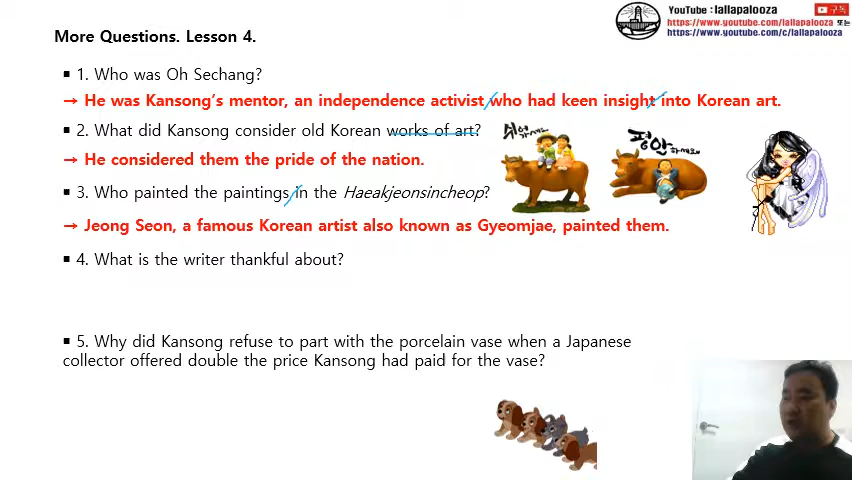 YouTube : lallapalooza
구독
https://www.youtube.com/lallapalooza 또는
https://www.youtube.com/c/lallapalooza
More Questions. Lesson 4.
▪ 1. Who was Oh Sechang?
→ He was Kansong's mentor, an independence activist who had keen insight into Korean art.
▪ 2. What did Kansong consider old Korean works of art?
→ He considered them the pride of the nation.
▪ 3. Who painted the paintings in the Haeakjeonsincheop?
→ Jeong Seon, a famous Korean artist also known as Gyeomjae, painted them.
▪ 4. What is the writer thankful about?
▪ 5. Why did Kansong refuse to part with the porcelain vase when a Japanese
collector offered double the price Kansong had paid for the vase?
평안